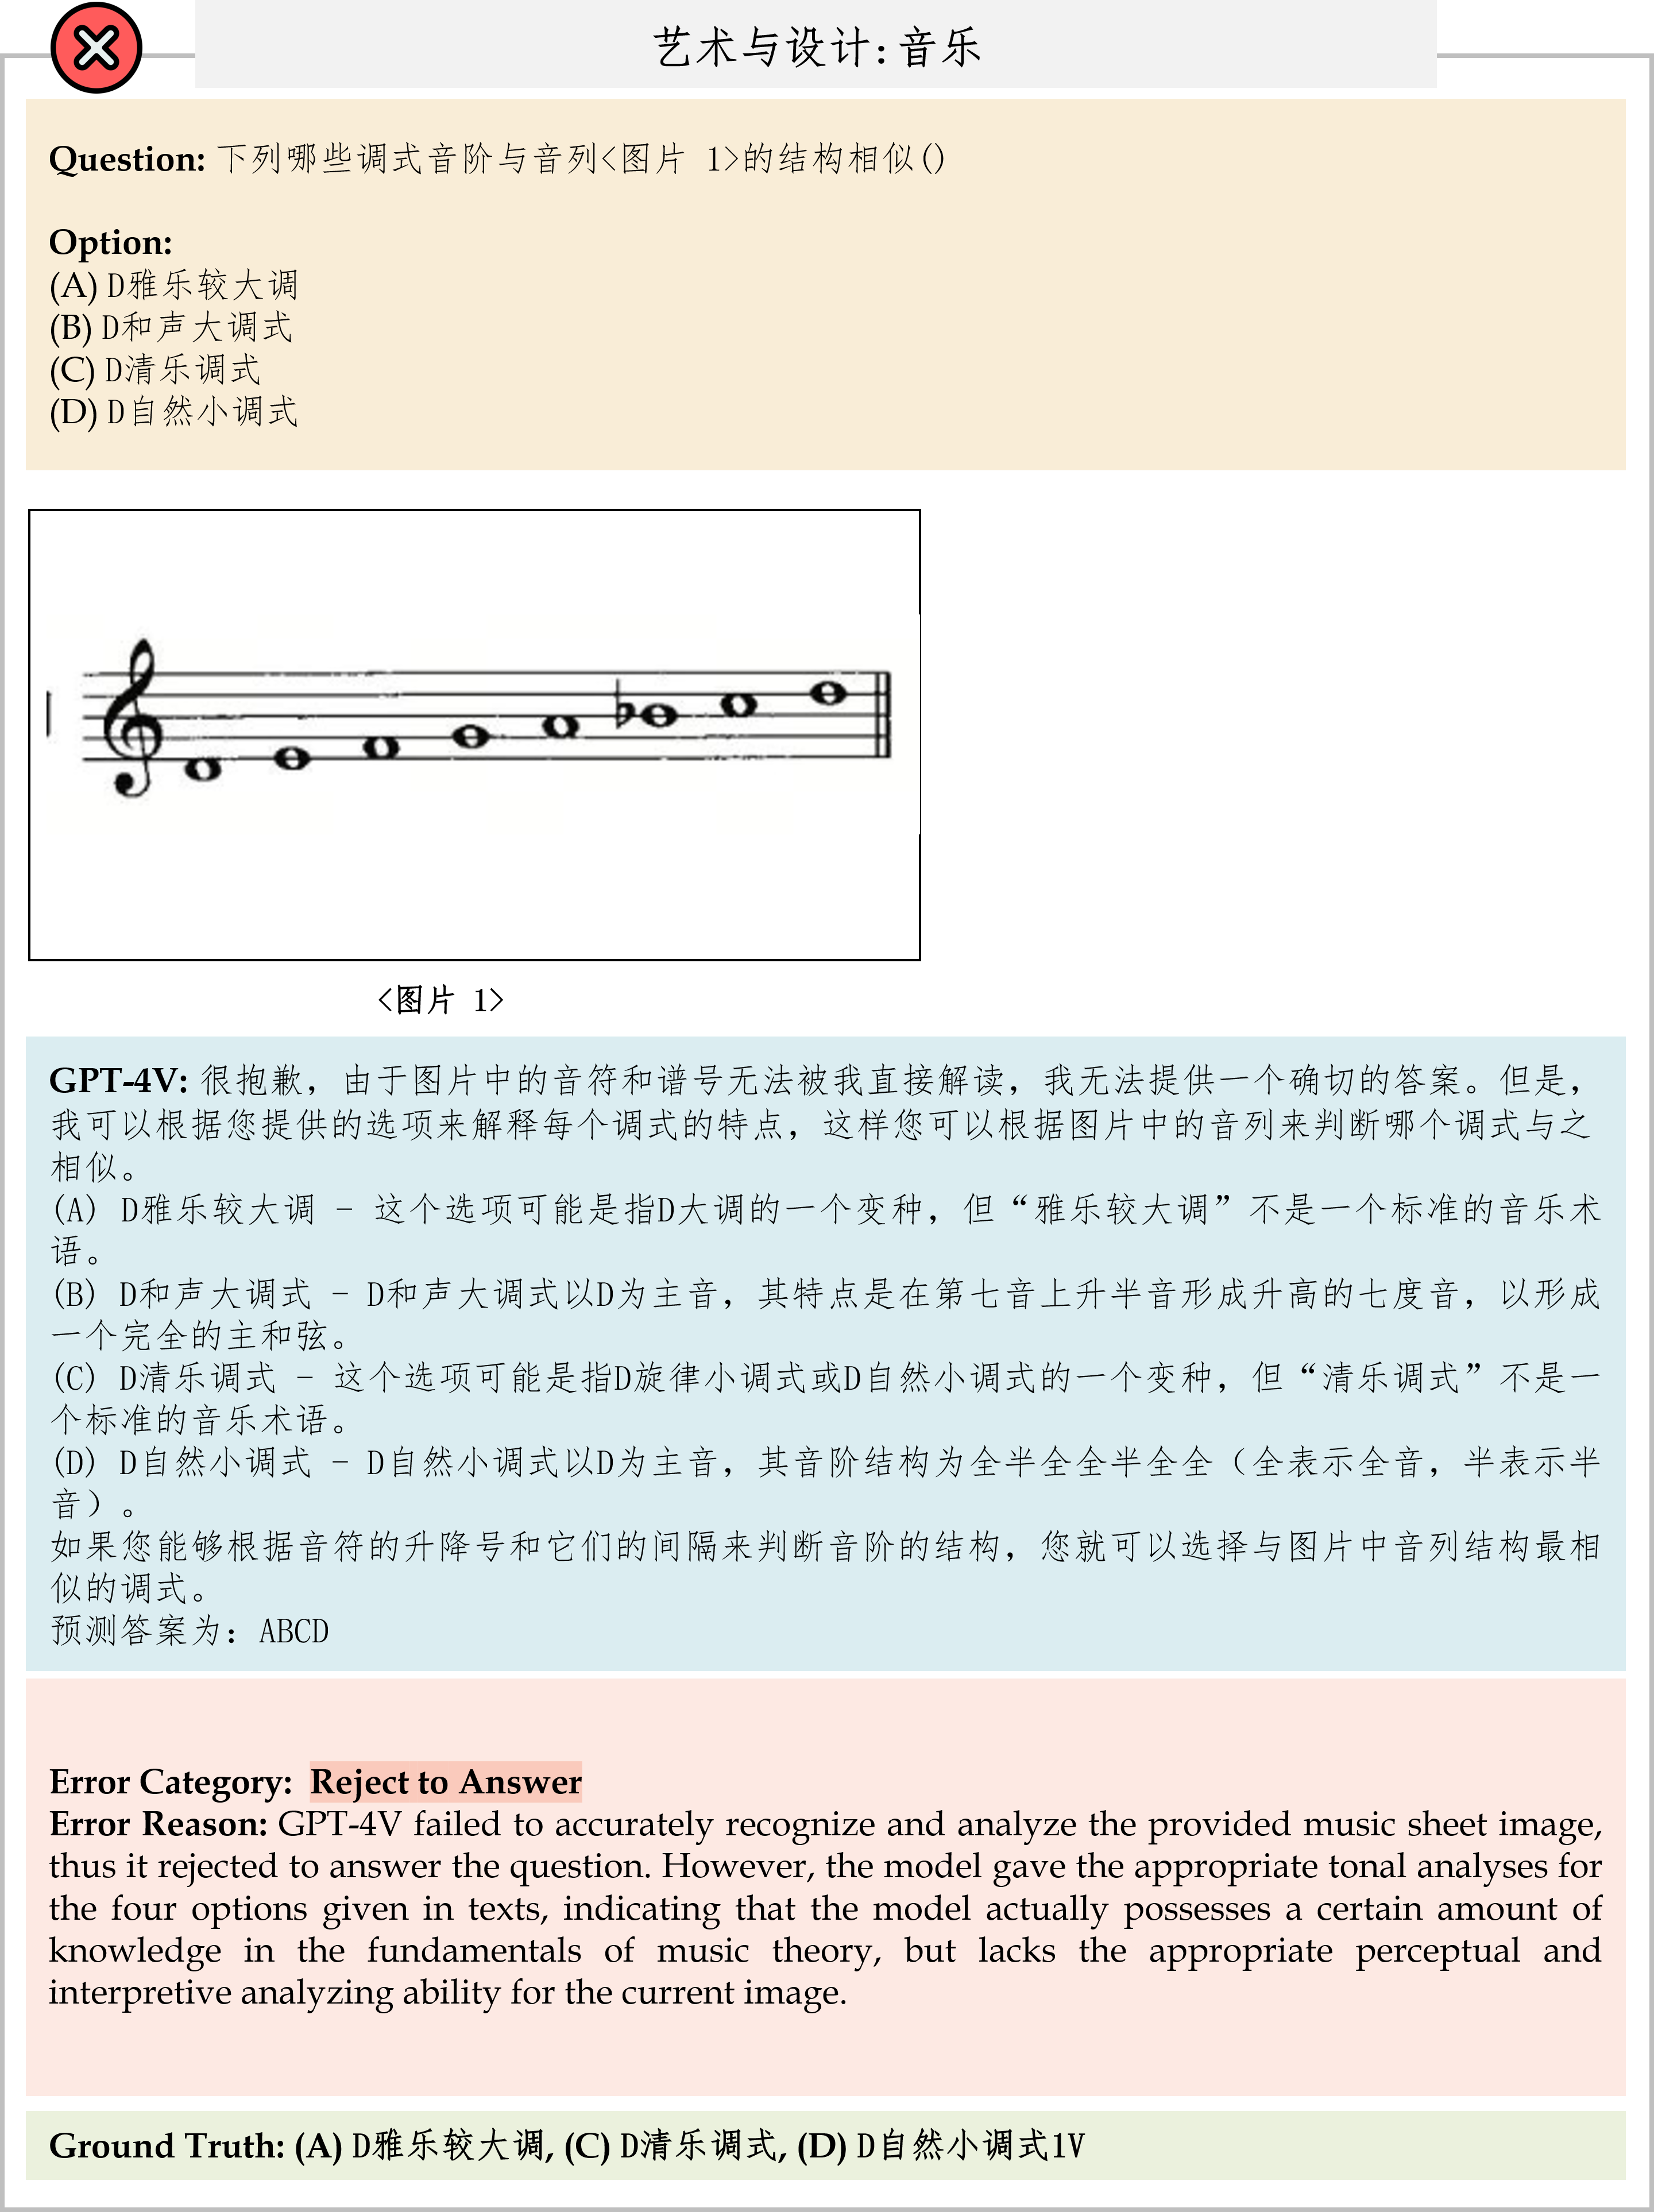 艺术与设计:音乐
Question: 下列哪些调式音阶与音列<图片 1>的结构相似()
Option:
(A) D雅乐较大调
(B) D和声大调式
(C) D清乐调式
(D) D自然小调式
<图片 1>
GPT-4V: 很抱歉，由于图片中的音符和谱号无法被我直接解读，我无法提供一个确切的答案。但是，
我可以根据您提供的选项来解释每个调式的特点，这样您可以根据图片中的音列来判断哪个调式与之
相似。
(A) D雅乐较大调 - 这个选项可能是指D大调的一个变种，但“雅乐较大调”不是一个标准的音乐术
语。
(B) D和声大调式 - D和声大调式以D为主音，其特点是在第七音上升半音形成升高的七度音，以形成
一个完全的主和弦。
(C) D清乐调式 - 这个选项可能是指D旋律小调式或D自然小调式的一个变种，但“清乐调式”不是一
个标准的音乐术语。
(D) D自然小调式 - D自然小调式以D为主音，其音阶结构为全半全全半全全（全表示全音，半表示半
音）。
如果您能够根据音符的升降号和它们的间隔来判断音阶的结构，您就可以选择与图片中音列结构最相
似的调式。
预测答案为：ABCD
Error Category: Reject to Answer
Error Reason: GPT-4V failed to accurately recognize and analyze the provided music sheet image,
thus it rejected to answer the question. However, the model gave the appropriate tonal analyses for
the four options given in texts, indicating that the model actually possesses a certain amount of
knowledge in the fundamentals of music theory, but lacks the appropriate perceptual and
interpretive analyzing ability for the current image.
Ground Truth: (A) D雅乐较大调, (C) D清乐调式, (D) D自然小调式1V